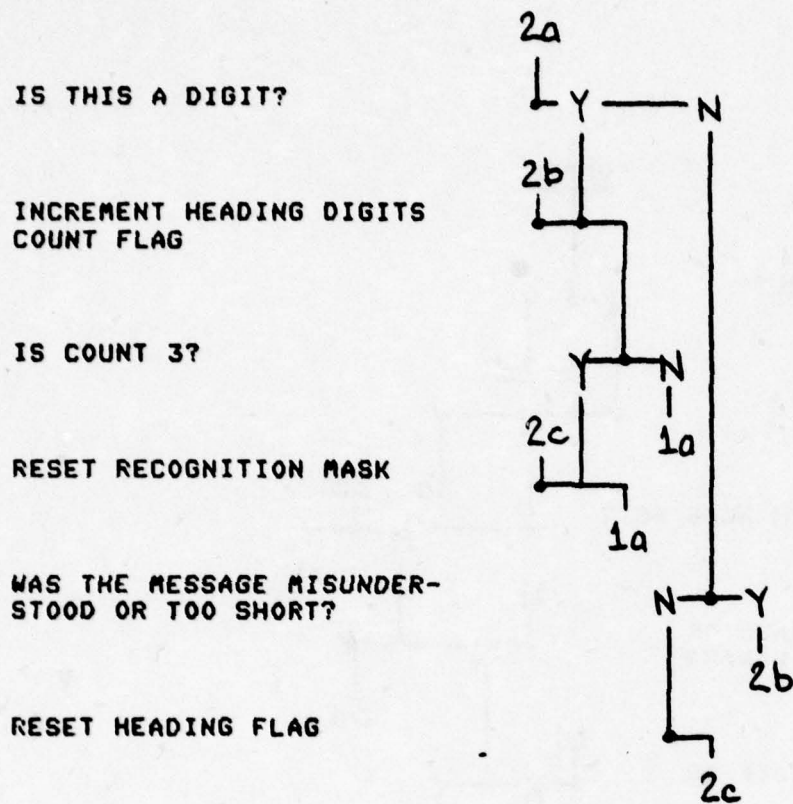 2a
IS THIS A DIGIT? Y N
2b
INCREMENT HEADING DIGITS
COUNT FLAG
IS COUNT 3? Y N
2c 1a
RESET RECOGNITION MASK
1a
WAS THE MESSAGE MISUNDER-
STOOD OR TOO SHORT? N Y
2b
RESET HEADING FLAG
2c